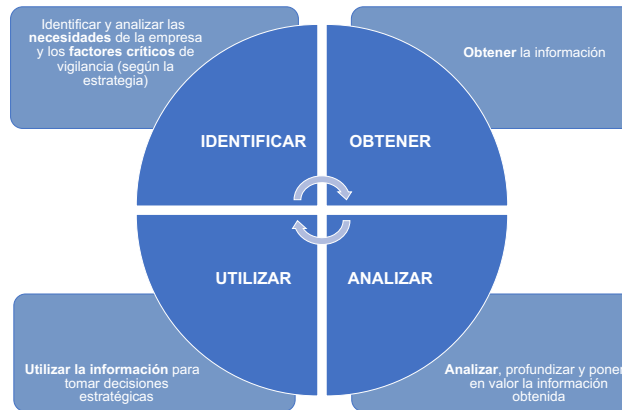 Identificar y analizar las
necesidades de la empresa
y los factores críticos de
vigilancia (según la
estrategia)
Obtener la información
IDENTIFICAR
OBTENER
UTILIZAR
ANALIZAR
Utilizar la información para
tomar decisiones
estratégicas
Analizar, profundizar y poner
en valor la información
obtenida